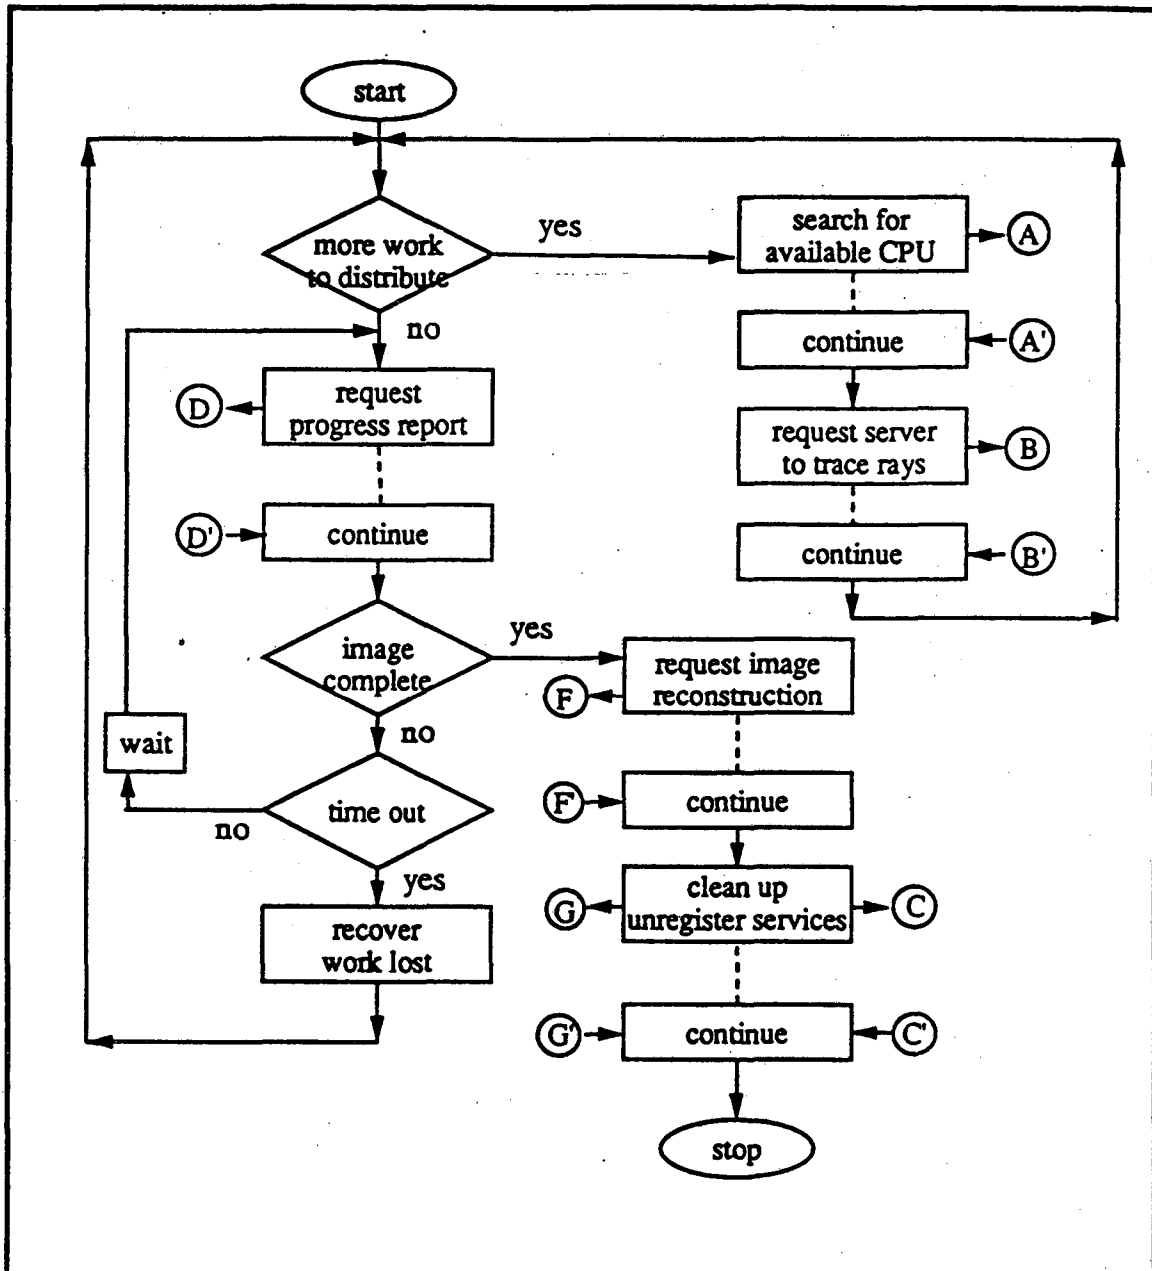 start
more work
to distribute
yes
no
search for
available CPU
A
continue
A'
request server
to trace rays
B
continue
B'
request
progress report
D
continue
D'
image
complete
yes
no
request image
reconstruction
F
wait
time out
no
yes
continue
F'
clean up
unregister services
G
C
recover
work lost
continue
G'
C'
stop